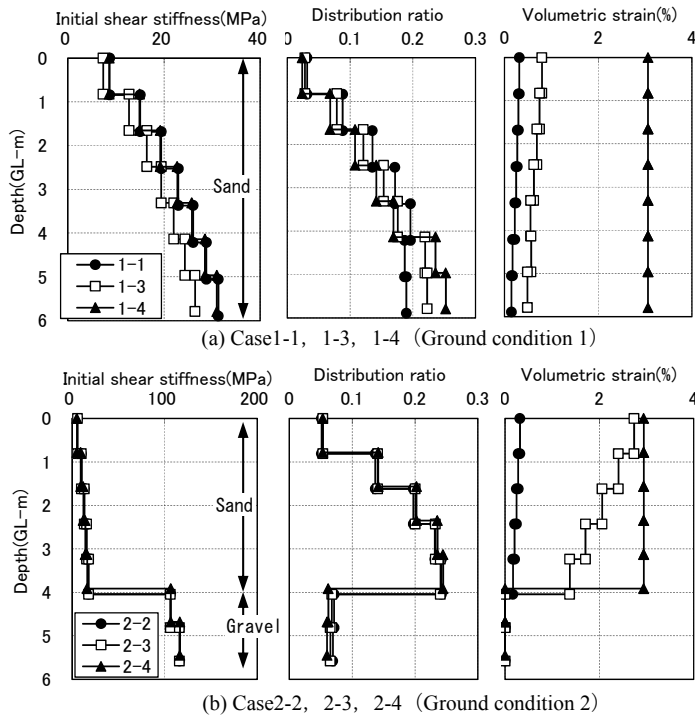 Initial shear stiffness(MPa) Distribution ratio Volumetric strain(%)
0 20 40 0 0.1 0.2 0.3 0 2 4
0
1
2
3
4
5
6
Depth(GL-m)
Sand
1-1
1-3
1-4
(a) Case1-1, 1-3, 1-4 (Ground condition 1)
Initial shear stiffness(MPa) Distribution ratio Volumetric strain(%)
0 100 200 0 0.1 0.2 0.3 0 2 4
0
1
2
3
4
5
6
Depth(GL-m)
Sand
Gravel
2-2
2-3
2-4
(b) Case2-2, 2-3, 2-4 (Ground condition 2)